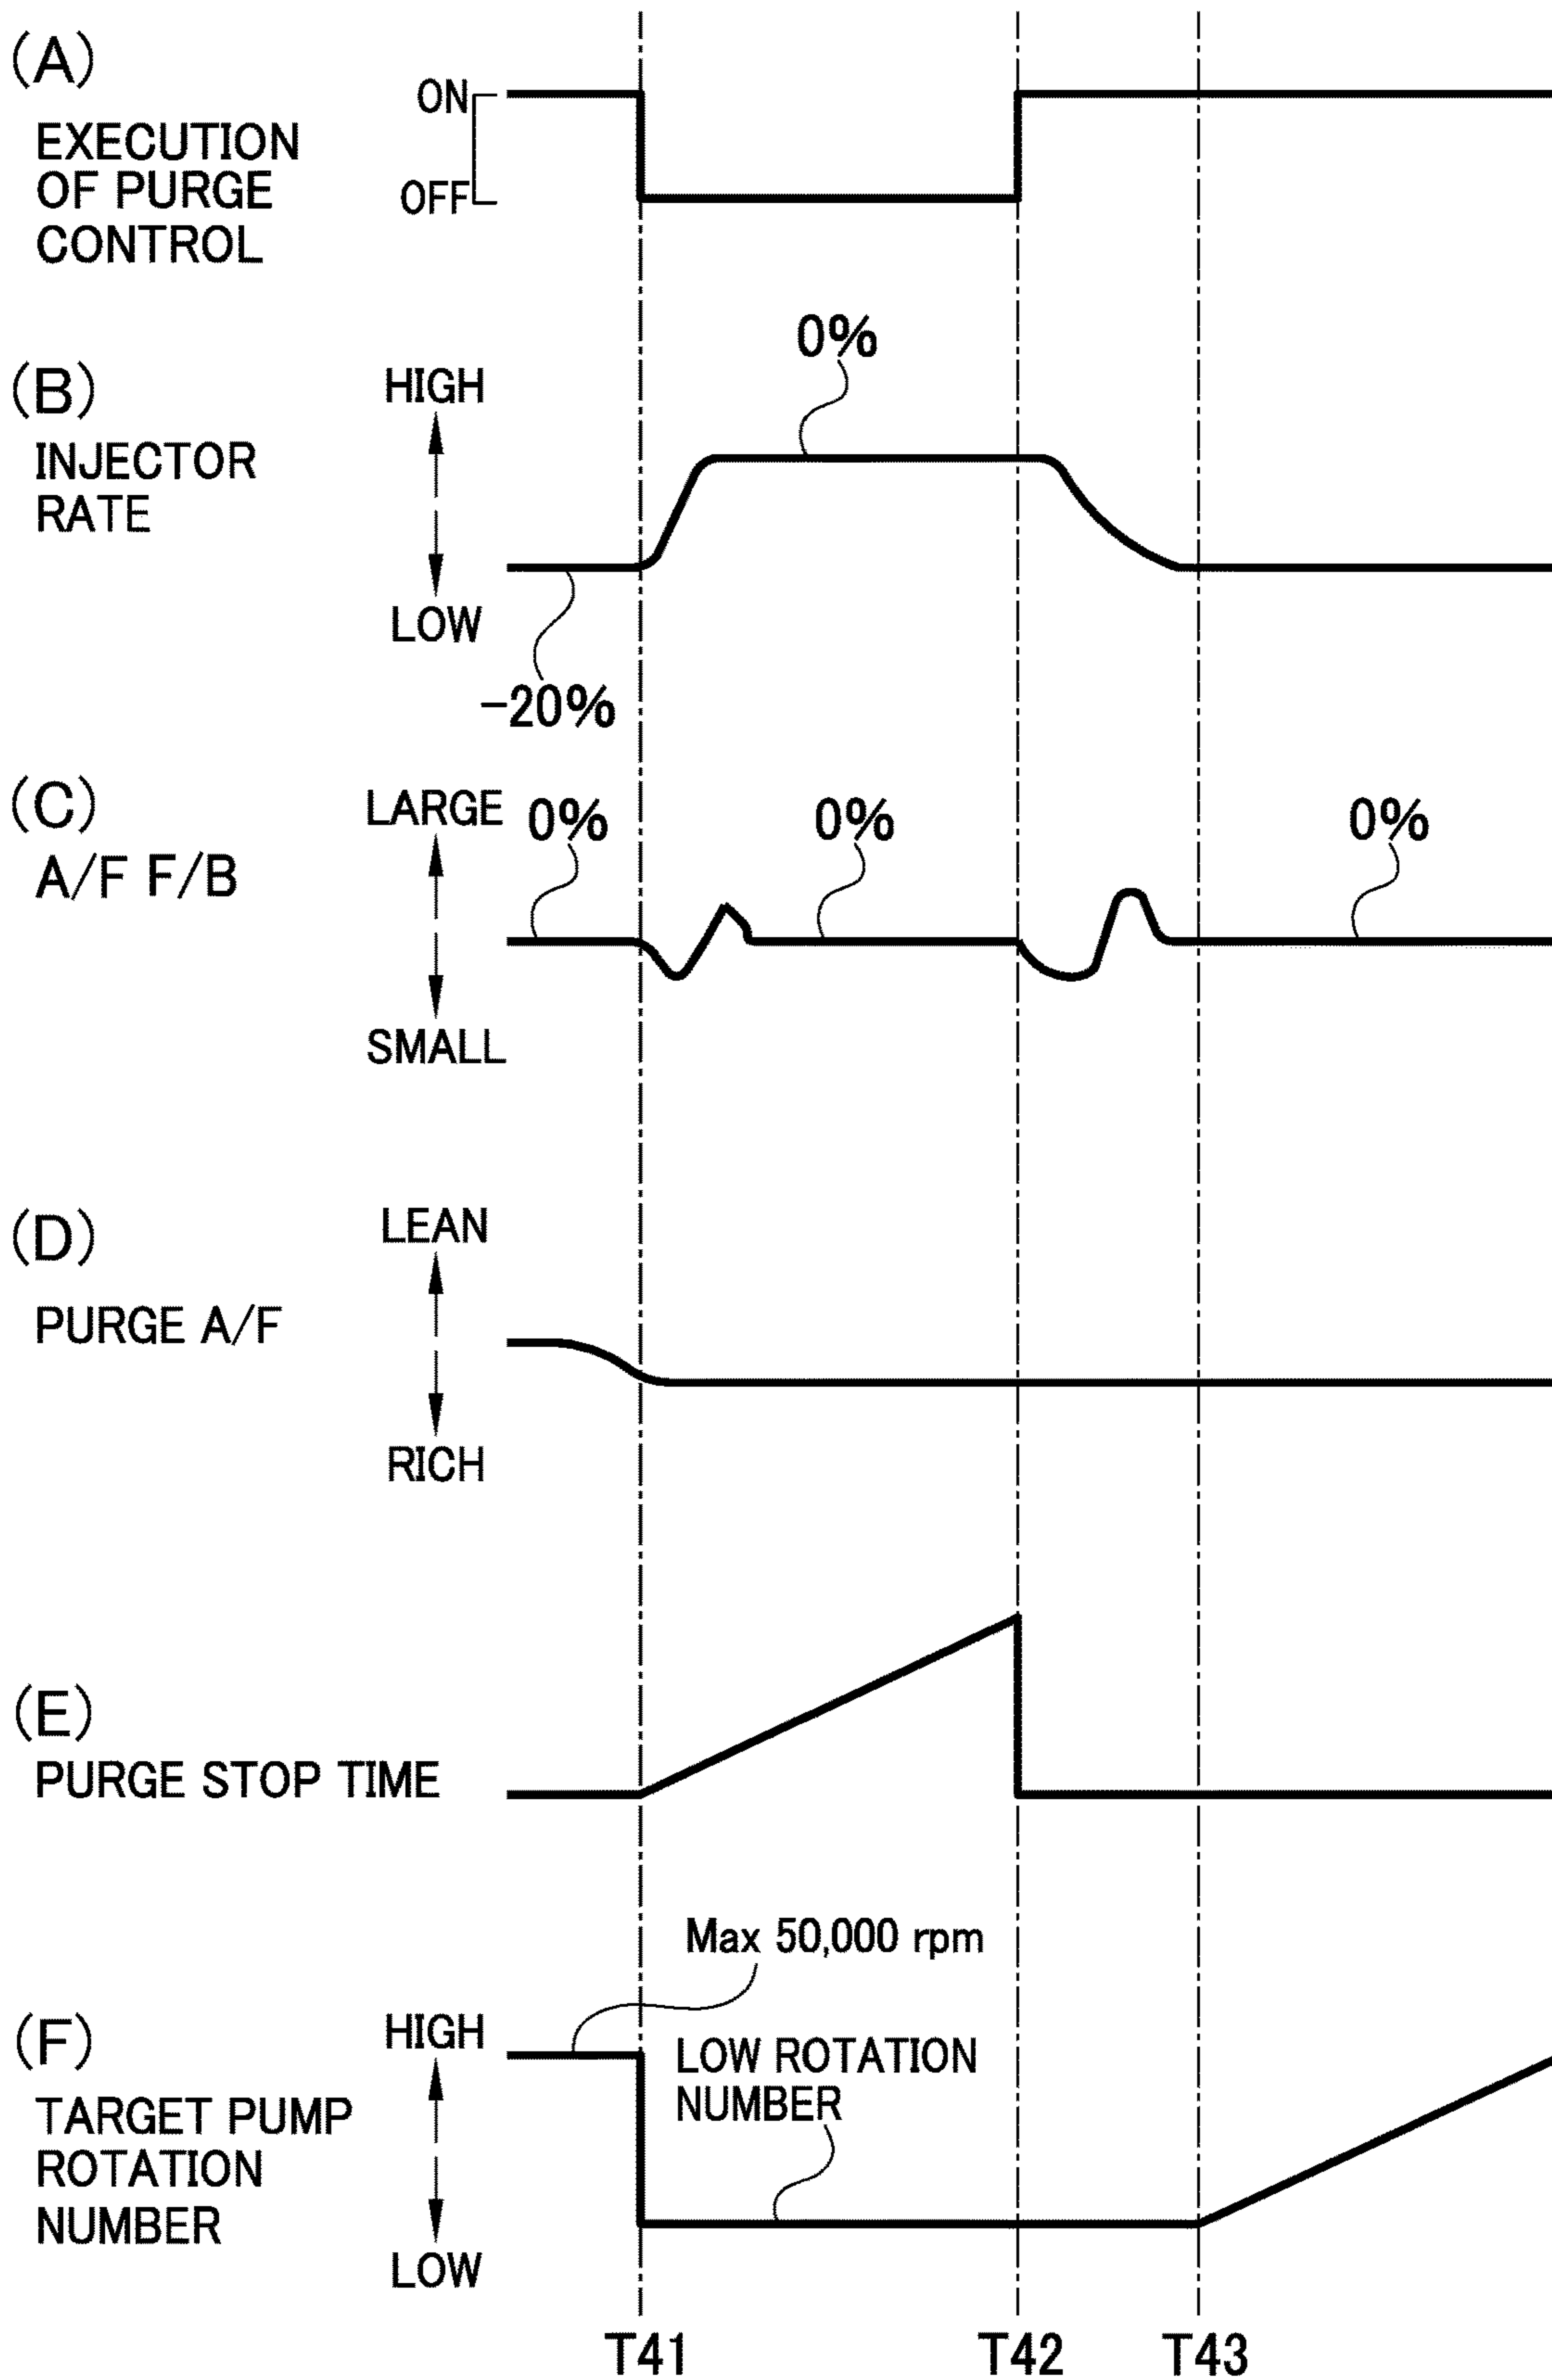 (A)
EXECUTION
OF PURGE
CONTROL
ON
OFF
(B)
INJECTOR
RATE
HIGH
LOW
0%
-20%
(C)
A/F F/B
LARGE
SMALL
0%
0%
0%
(D)
PURGE A/F
LEAN
RICH
(E)
PURGE STOP TIME
(F)
TARGET PUMP
ROTATION
NUMBER
HIGH
LOW
Max 50,000 rpm
LOW ROTATION
NUMBER
T41
T42
T43